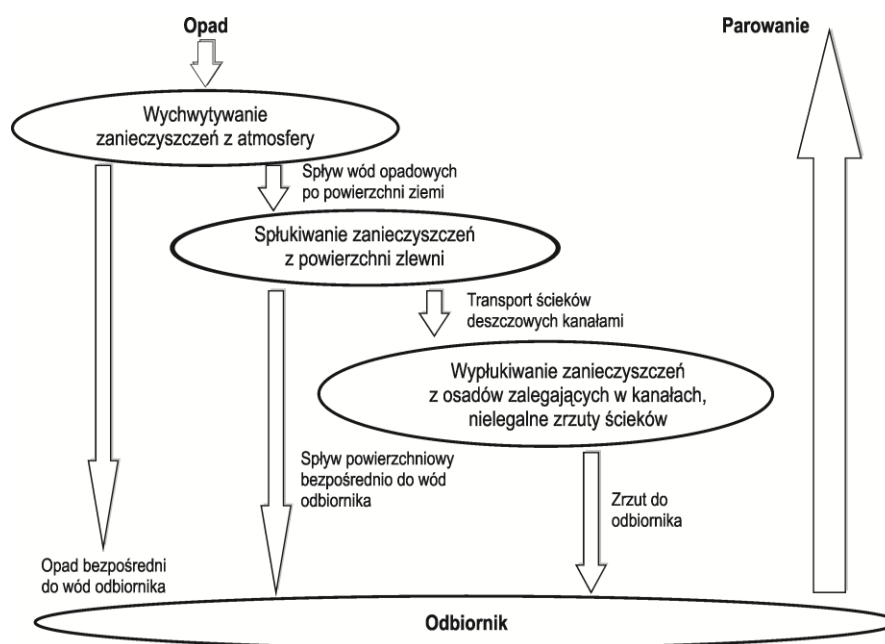 Opad
Parowanie
Wychwytywanie
zanieczyszczeń z atmosfery
Spływ wód opadowych
po powierzchni ziemi
Spłukiwanie zanieczyszczeń
z powierzchni zlewni
Transport ścieków
deszczowych kanałami
Wypłukiwanie zanieczyszczeń
z osadów zalegających w kanałach,
nielegalne zrzuty ścieków
Spływ powierzchniowy
bezpośrednio do wód
odbiornika
Zrzut do
odbiornika
Opad bezpośredni
do wód odbiornika
Odbiornik